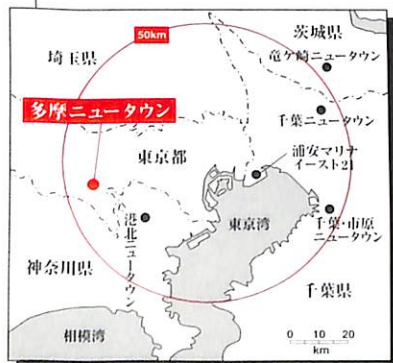 50km
茨城県
竜ケ崎ニュータウン
埼玉県
多摩ニュータウン
千葉ニュータウン
東京都
浦安マリナ
イースト21
港北ニュータウン
東京湾
千葉・市原
ニュータウン
神奈川県
千葉県
相模湾
0 10 20
km